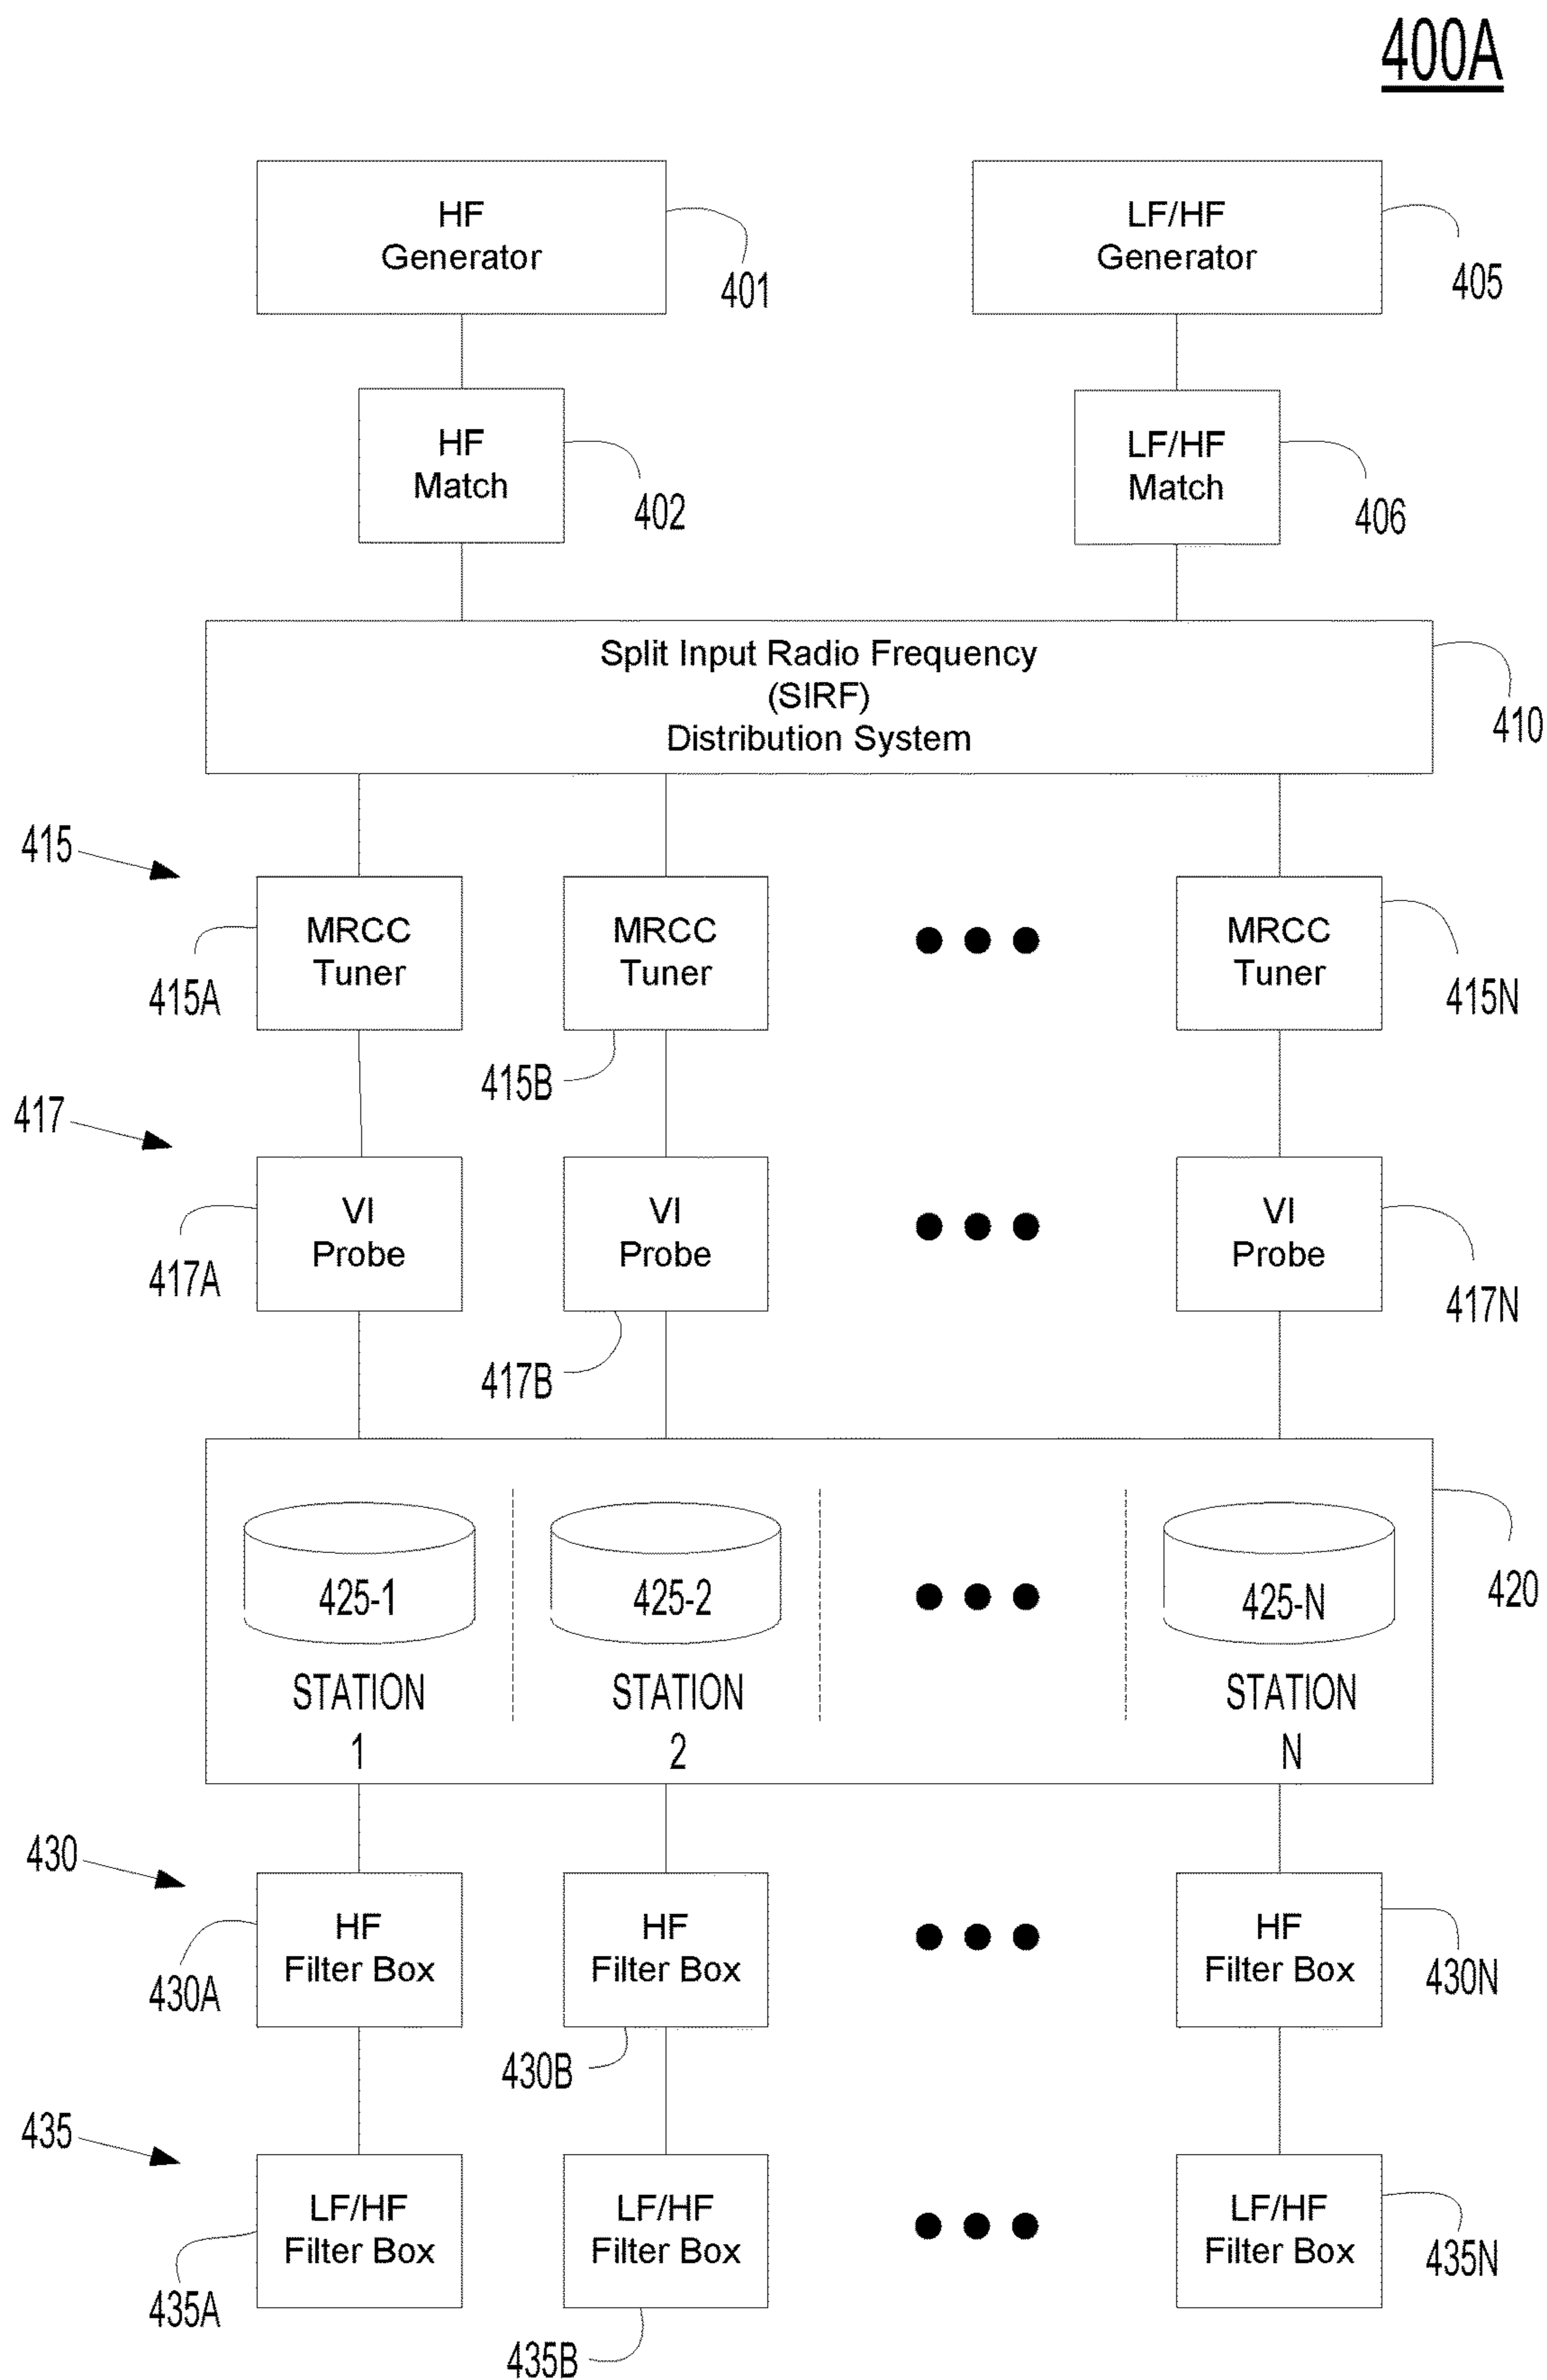 400A
HF
Generator
401
LF/HF
Generator
405
HF
Match
402
LF/HF
Match
406
Split Input Radio Frequency
(SIRF)
Distribution System
410
415
MRCC
Tuner
415A
MRCC
Tuner
415B
MRCC
Tuner
415N
417
VI
Probe
417A
VI
Probe
417B
VI
Probe
417N
425-1
STATION
1
425-2
STATION
2
425-N
STATION
N
420
430
HF
Filter Box
430A
HF
Filter Box
430B
HF
Filter Box
430N
435
LF/HF
Filter Box
435A
LF/HF
Filter Box
435B
LF/HF
Filter Box
435N